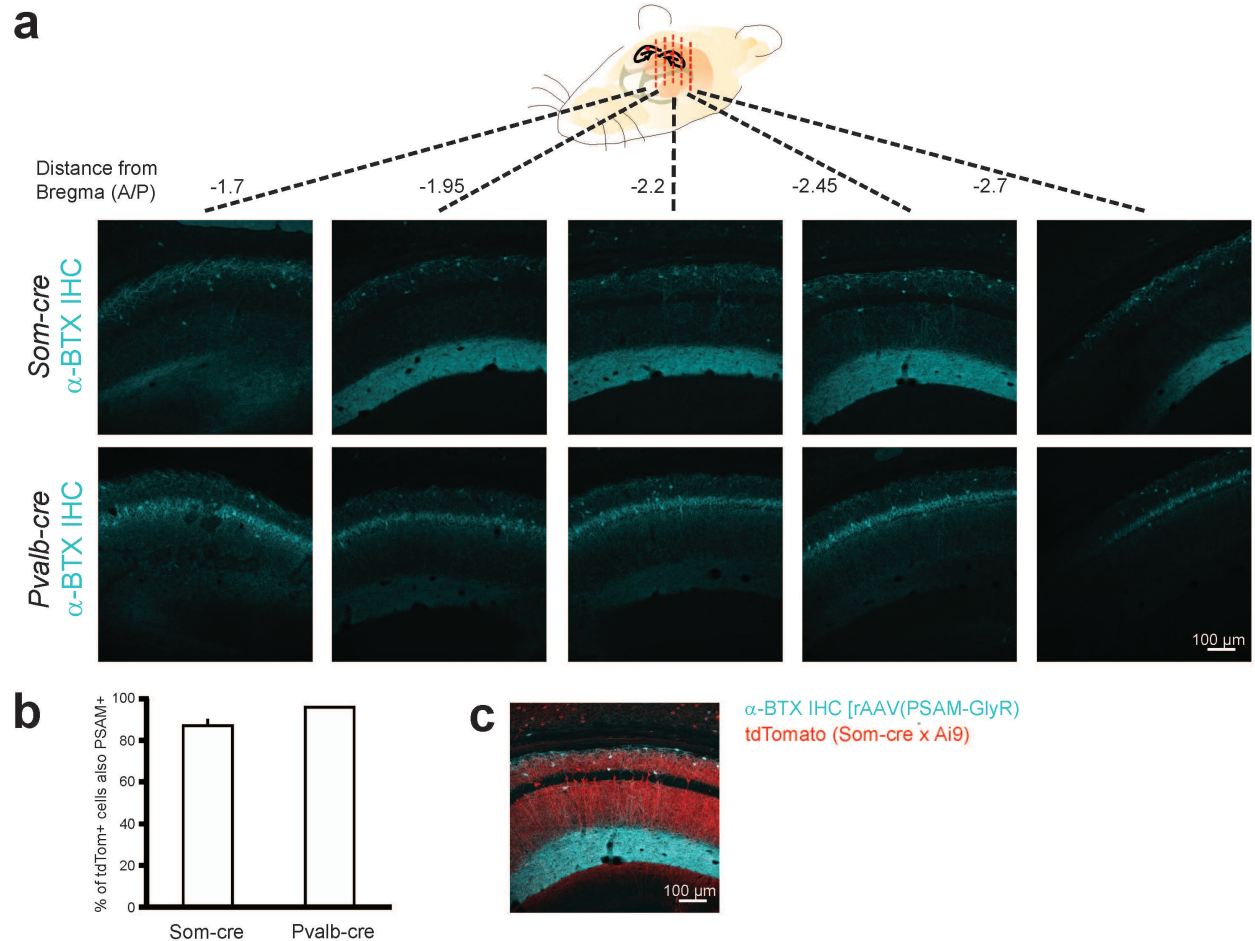 a
Distance from
Bregma (A/P)
-1.7
-1.95
-2.2
-2.45
-2.7
Som-cre
α-BTX IHC
Pvalb-cre
α-BTX IHC
100 µm
b
% of tdTom+ cells also PSAM+
100
80
60
40
20
0
Som-cre
Pvalb-cre
c
α-BTX IHC [rAAV(PSAM-GlyR)
tdTomato (Som-cre x Ai9)
100 µm